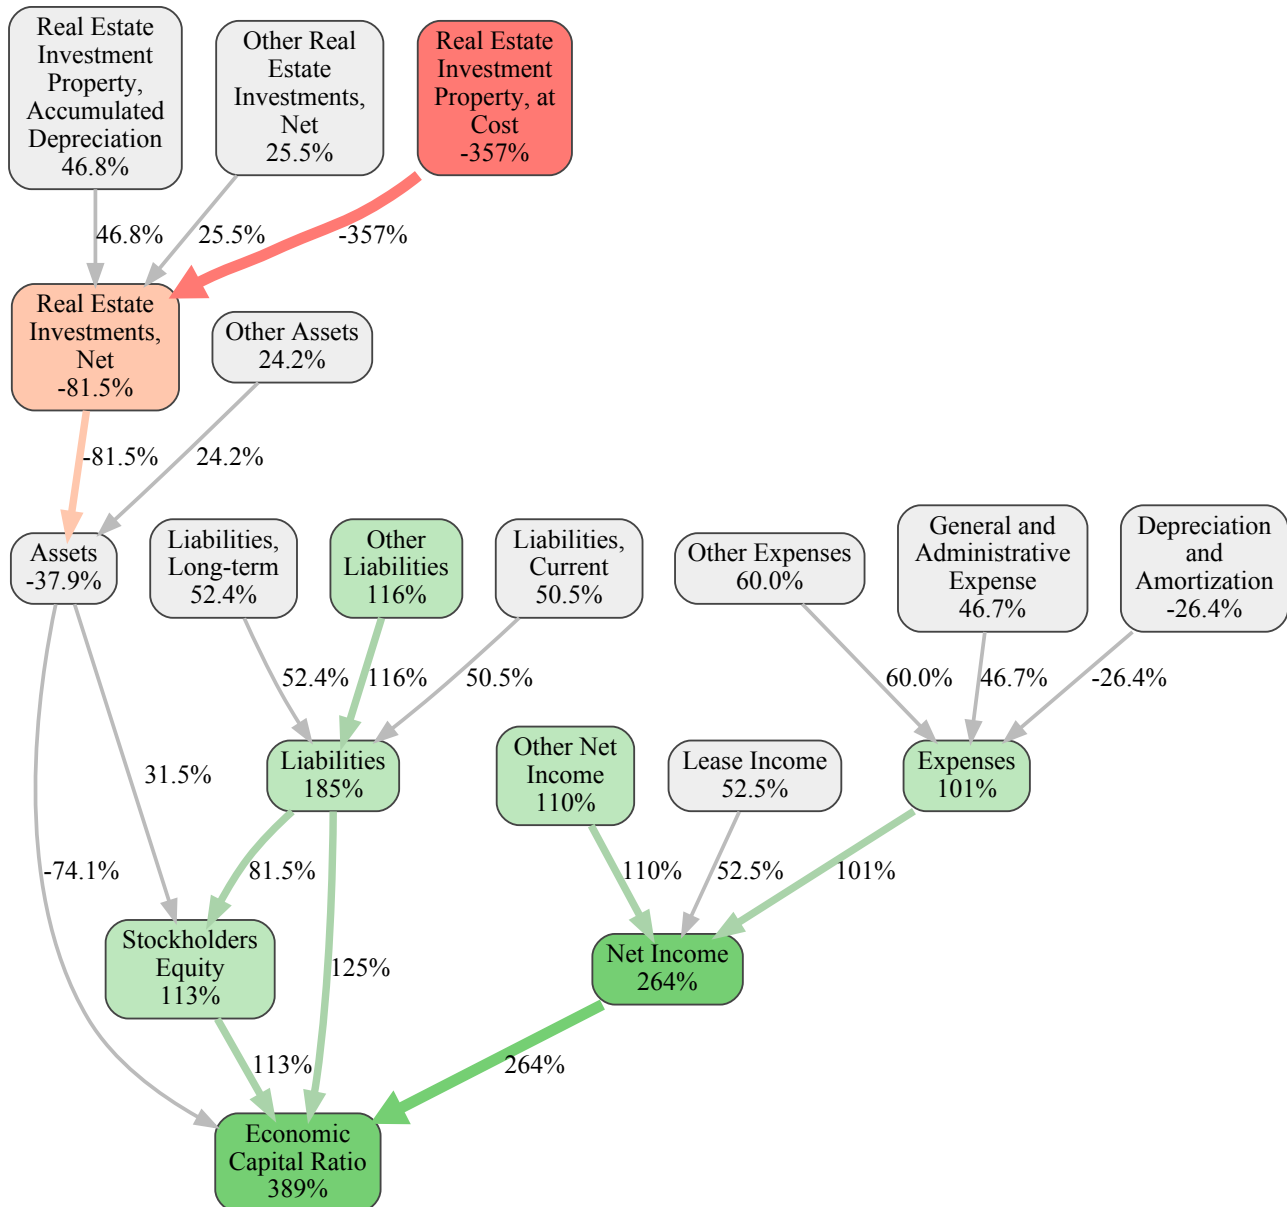 Real Estate
Investment
Property,
Accumulated
Depreciation
46.8%
Other Real
Estate
Investments,
Net
25.5%
Real Estate
Investment
Property, at
Cost
-357%
46.8%
25.5%
-357%
Real Estate
Investments,
Net
-81.5%
Other Assets
24.2%
-81.5%
24.2%
Assets
-37.9%
Liabilities,
Long-term
52.4%
Other
Liabilities
116%
Liabilities,
Current
50.5%
Other Expenses
60.0%
General and
Administrative
Expense
46.7%
Depreciation
and
Amortization
-26.4%
52.4%
116%
50.5%
60.0%
46.7%
-26.4%
31.5%
Liabilities
185%
Other Net
Income
110%
Lease Income
52.5%
Expenses
101%
-74.1%
81.5%
110%
52.5%
101%
Stockholders
Equity
113%
125%
Net Income
264%
113%
264%
Economic
Capital Ratio
389%